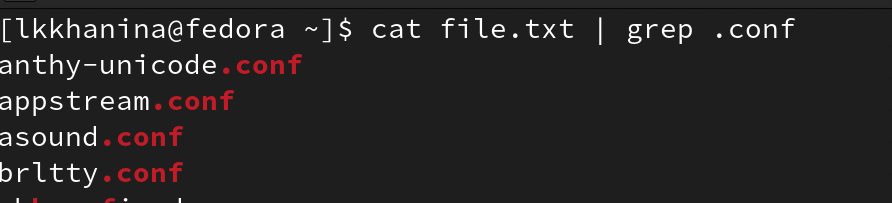 [lkkhanina@fedora ~]$ cat file.txt | grep .conf
anthy-unicode.conf
appstream.conf
asound.conf
brltty.conf